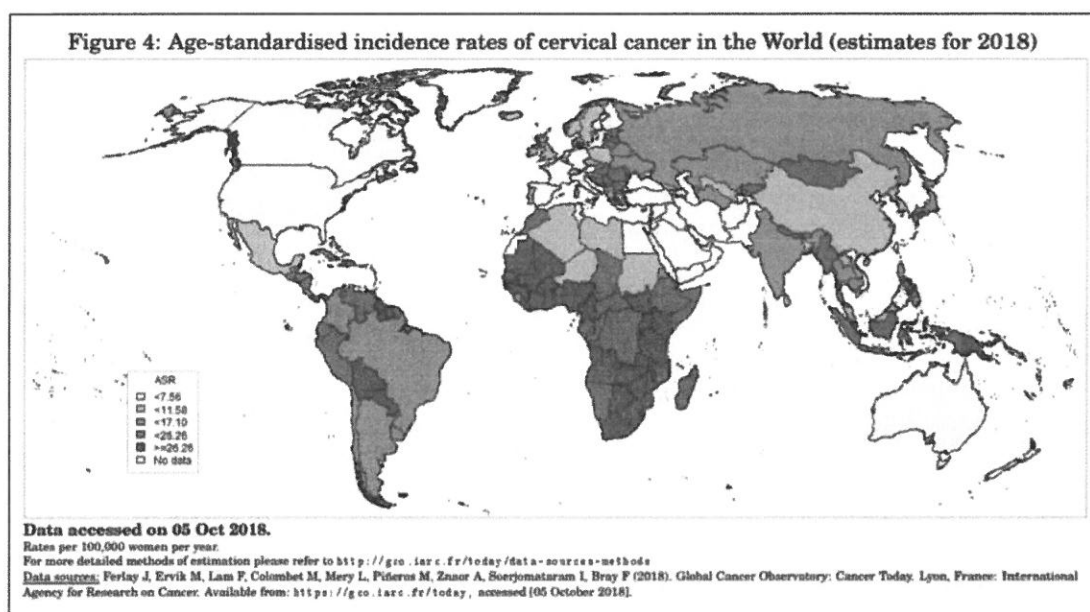 Figure 4: Age-standardised incidence rates of cervical cancer in the World (estimates for 2018)
ASR
<7.56
<11.58
<17.10
<26.26
>=26.26
No data
Data accessed on 05 Oct 2018.
Rates per 100,000 women per year.
For more detailed methods of estimation please refer to http://gco.iarc.fr/today/data-sources-methods
Data sources: Ferlay J, Ervik M, Lam F, Colombet M, Mery L, Piñeros M, Znaor A, Soerjomataram I, Bray F (2018). Global Cancer Observatory: Cancer Today. Lyon, France: International
Agency for Research on Cancer. Available from: https://gco.iarc.fr/today, accessed [05 October 2018].